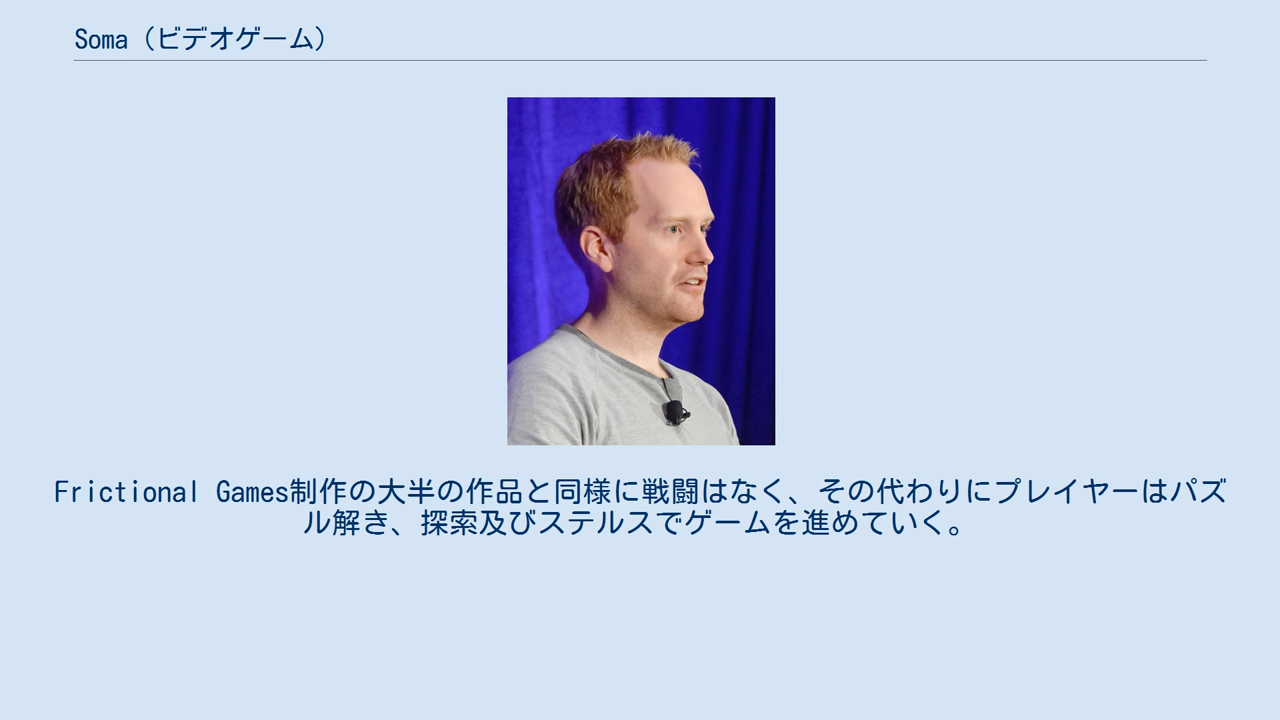 Soma（ビデオゲーム）
Frictional Games制作の大半の作品と同様に戦闘はなく、その代わりにプレイヤーはパズ
ル解き、探索及びステルスでゲームを進めていく。